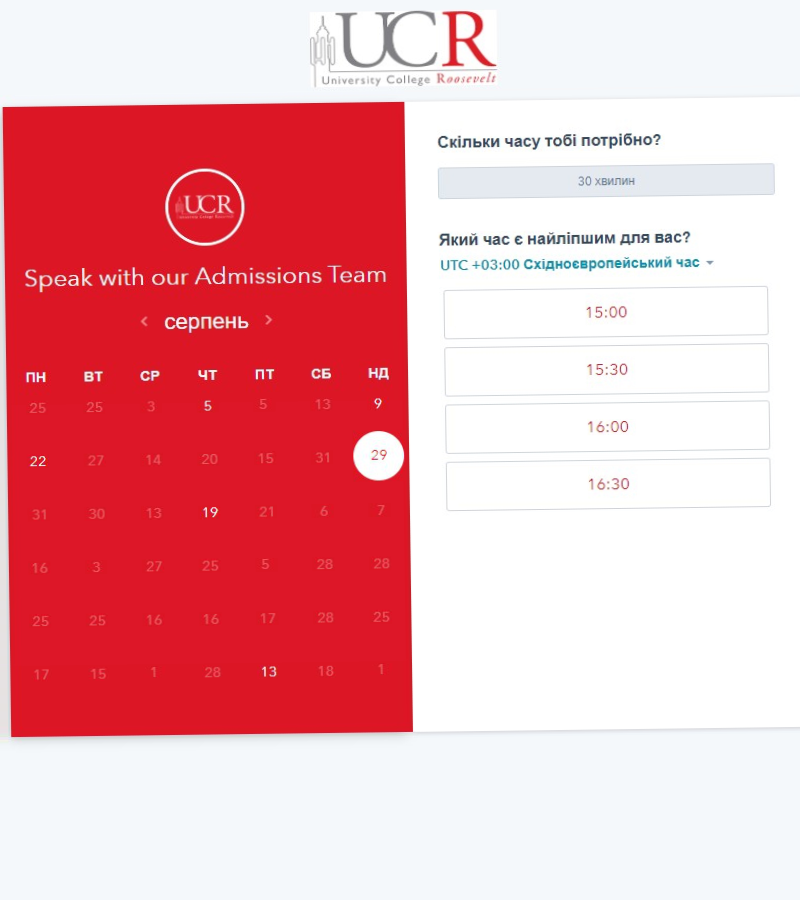 UCR
University College Roosevelt
UCR
University College Roosevelt
Speak with our Admissions Team
серпень
ПН ВТ СР ЧТ ПТ СБ НД
25 25 3 5 5 13 9
22 27 14 20 15 31 29
31 30 13 19 21 6 7
16 3 27 25 5 28 28
25 25 16 16 17 28 25
17 15 1 28 13 18 1
Скільки часу тобі потрібно?
30 хвилин
Який час є найліпшим для вас?
UTC +03:00 Східноєвропейський час
15:00
15:30
16:00
16:30